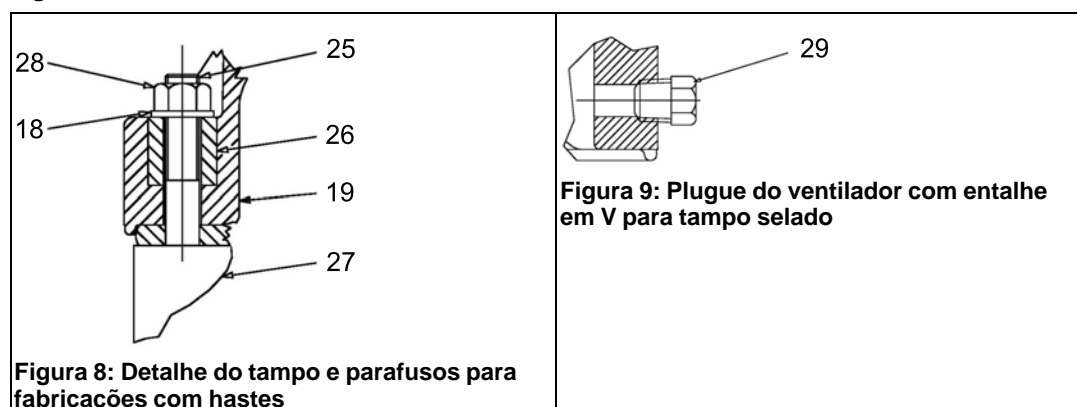 28
25
18
26
19
27
Figura 8: Detalhe do tampo e parafusos para
fabricações com hastes
29
Figura 9: Plugue do ventilador com entalhe
em V para tampo selado